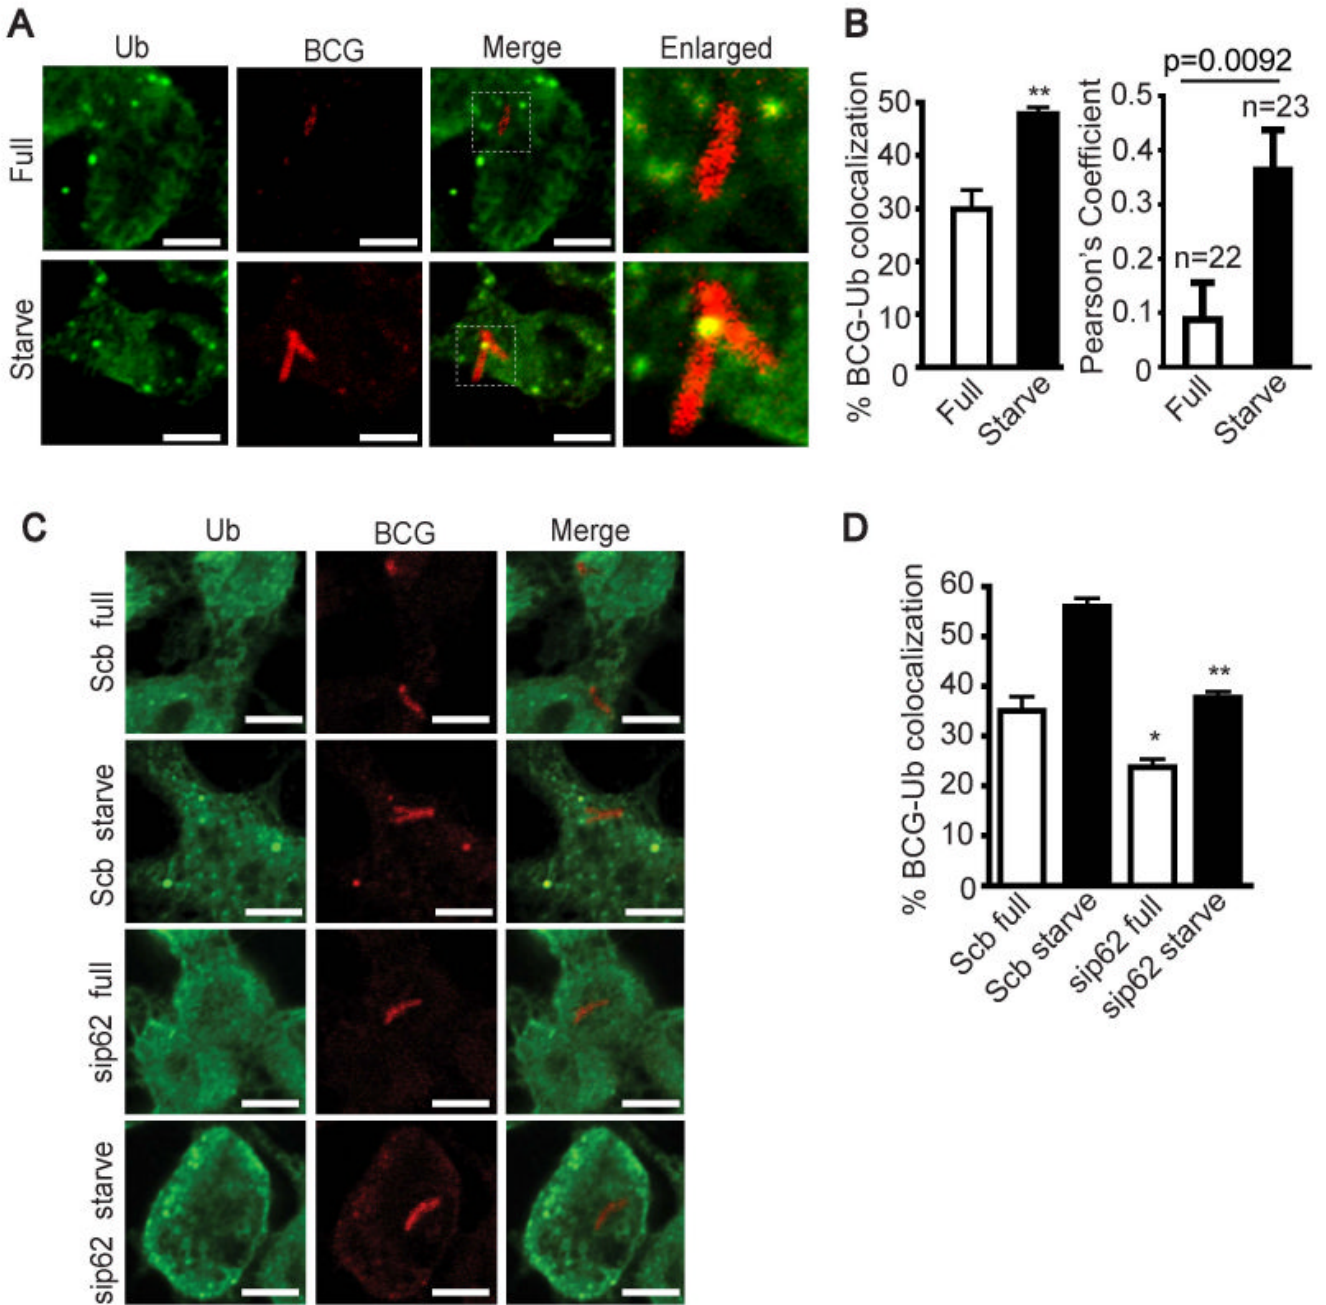 A
Ub BCG Merge Enlarged
Full
Starve
B
% BCG-Ub colocalization
50
40
30
20
10
0
**
Full
Starve
p=0.0092
Pearson's Coefficient
0.5
0.4
0.3
0.2
0.1
0
n=22
n=23
Full
Starve
C
Ub BCG Merge
Scb full
Scb starve
sip62 full
sip62 starve
D
% BCG-Ub colocalization
60
50
40
30
20
10
0
*
**
Scb full
Scb starve
sip62 full
sip62 starve